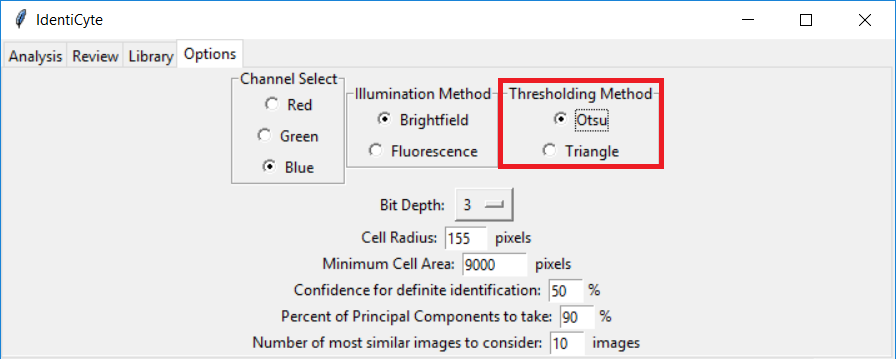 IdentiCyte
Analysis Review Library Options
Channel Select
Red
Green
Blue
Illumination Method
Brightfield
Fluorescence
Thresholding Method
Otsu
Triangle
Bit Depth: 3
Cell Radius: 155 pixels
Minimum Cell Area: 9000 pixels
Confidence for definite identification: 50 %
Percent of Principal Components to take: 90 %
Number of most similar images to consider: 10 images